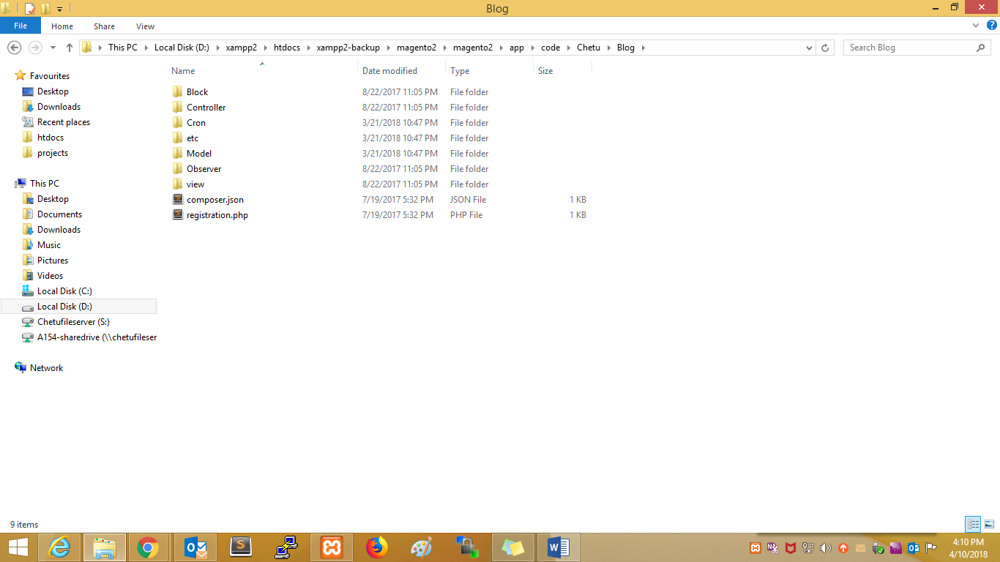 Blog
File Home Share View
This PC Local Disk (D:) xampp2 htdocs xampp2-backup magento2 magento2 app code Chetu Blog
Search Blog
Name Date modified Type Size
Favourites
Desktop
Downloads
Recent places
htdocs
projects
This PC
Desktop
Documents
Downloads
Music
Pictures
Videos
Local Disk (C:)
Local Disk (D:)
Chetufileserver (S:)
A154-sharedrive (\\chetufileser
Network
Block 8/22/2017 11:05 PM File folder
Controller 8/22/2017 11:05 PM File folder
Cron 3/21/2018 10:47 PM File folder
etc 3/21/2018 10:47 PM File folder
Model 3/21/2018 10:47 PM File folder
Observer 8/22/2017 11:05 PM File folder
view 8/22/2017 11:05 PM File folder
composer.json 7/19/2017 5:32 PM JSON File 1 KB
registration.php 7/19/2017 5:32 PM PHP File 1 KB
9 items
4:10 PM
4/10/2018